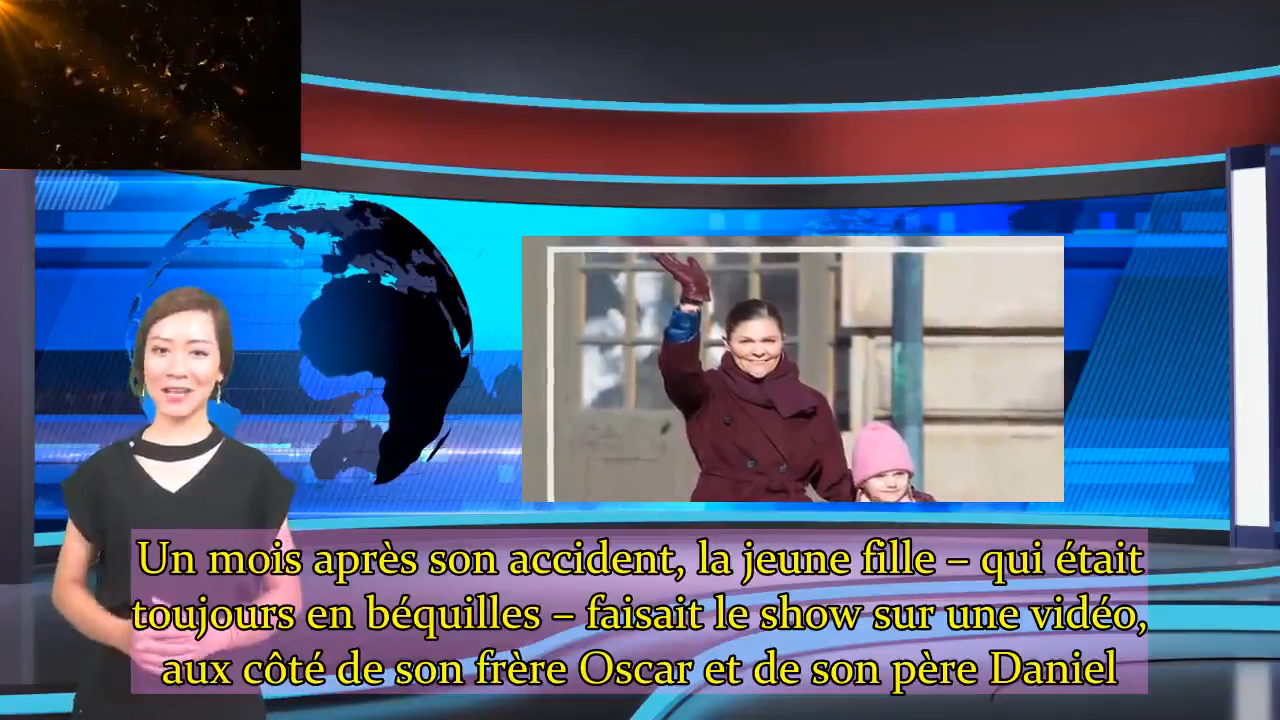 Un mois après son accident, la jeune fille – qui était
toujours en béquilles – faisait le show sur une vidéo,
aux côté de son frère Oscar et de son père Daniel